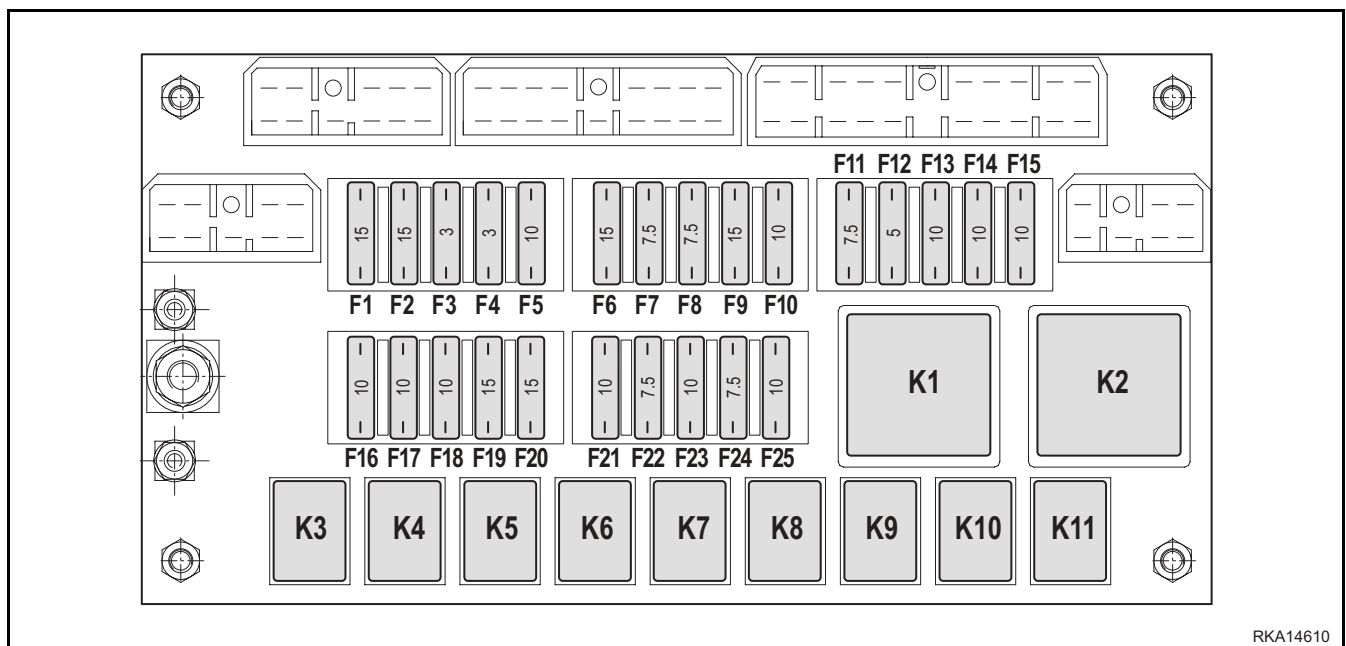 F11 F12 F13 F14 F15
15 15 3 3 10 15 7.5 7.5 15 10 7.5 5 10 10 10
F1 F2 F3 F4 F5 F6 F7 F8 F9 F10
K1 K2
10 10 10 15 15 10 7.5 10 7.5 10
F16 F17 F18 F19 F20 F21 F22 F23 F24 F25
K3 K4 K5 K6 K7 K8 K9 K10 K11
RKA14610